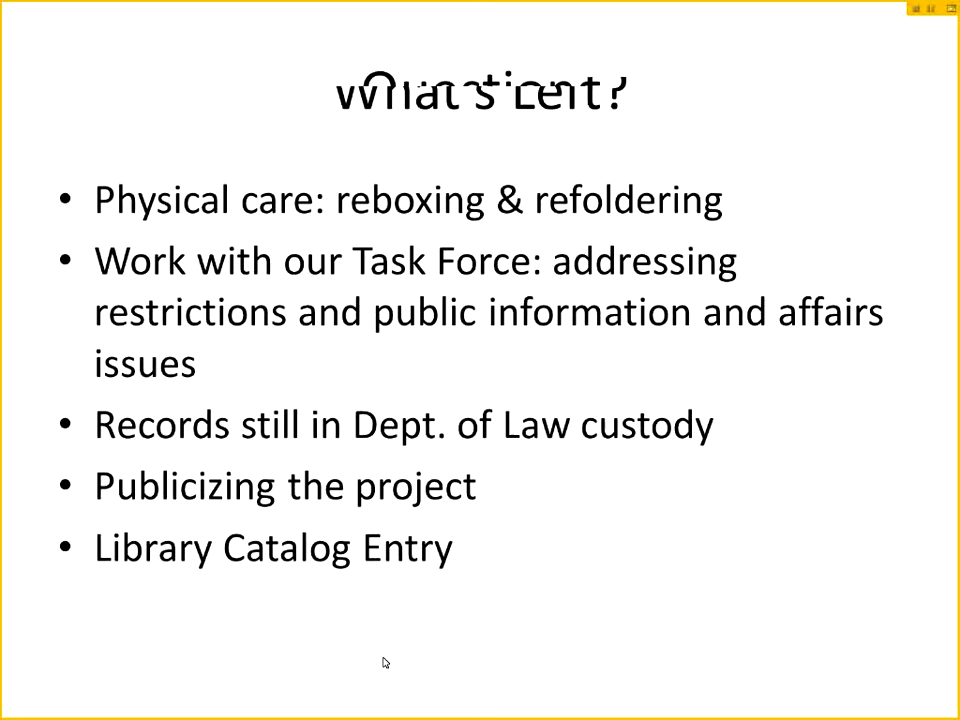 • Physical care: reboxing & refoldering
• Work with our Task Force: addressing
restrictions and public information and affairs
issues
• Records still in Dept. of Law custody
• Publicizing the project
• Library Catalog Entry